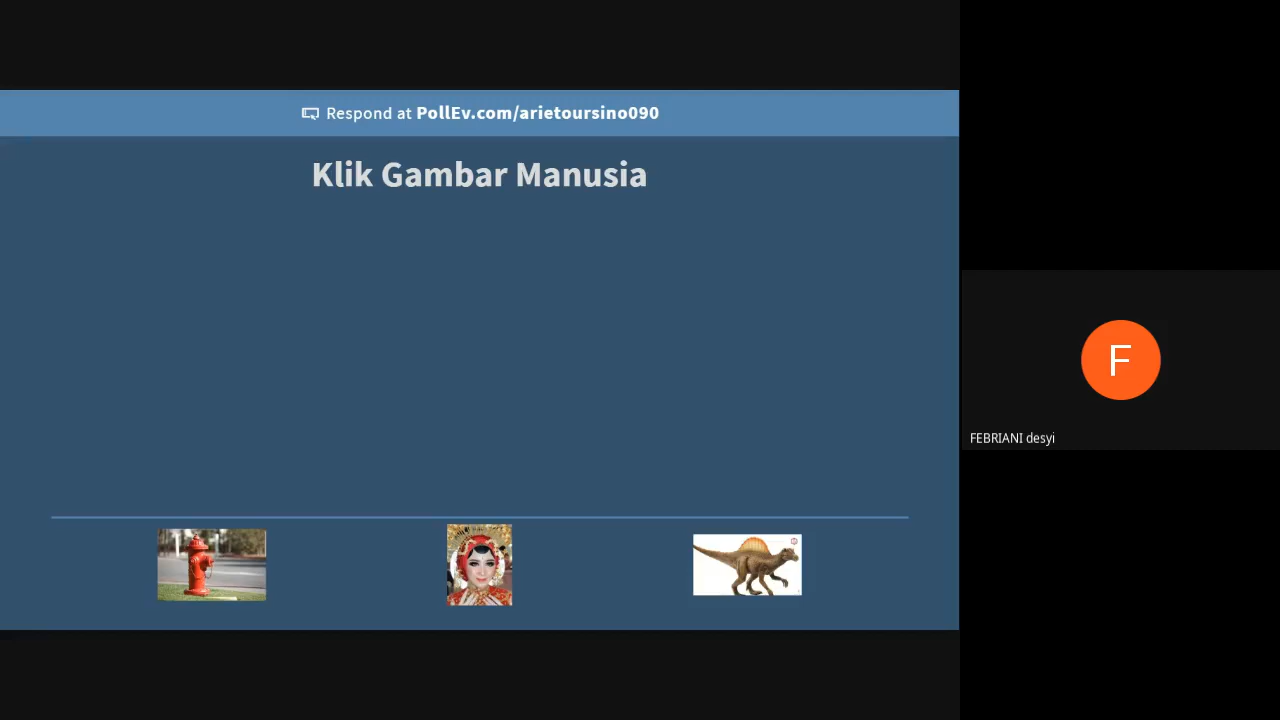 Respond at PollEv.com/arietoursino090
Klik Gambar Manusia
F
FEBRIANI desyi